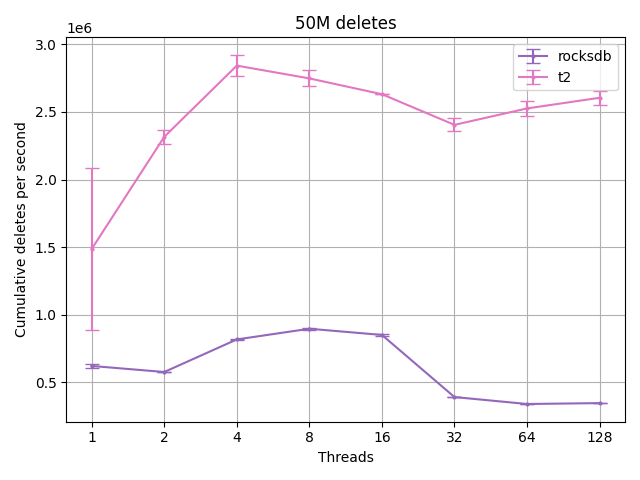 50M deletes
1e6
Cumulative deletes per second
3.0
2.5
2.0
1.5
1.0
0.5
rocksdb
t2
1 2 4 8 16 32 64 128
Threads